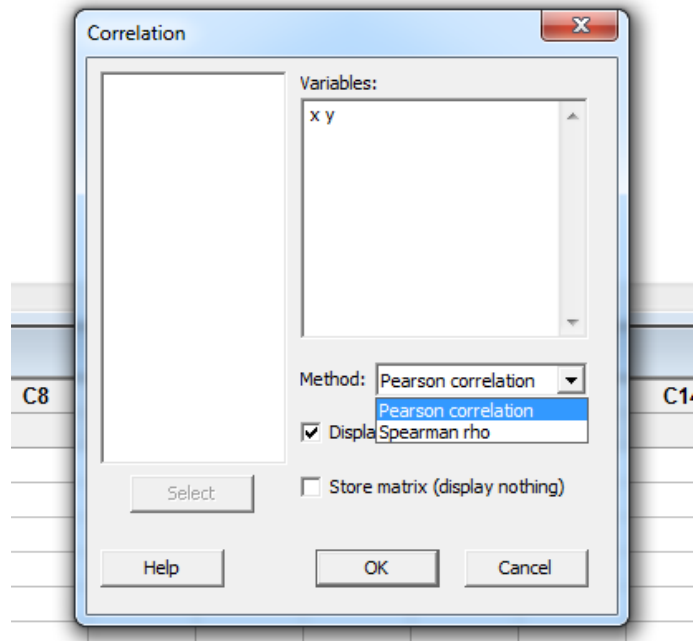 Correlation
Variables:
x y
Method: Pearson correlation
Pearson correlation
Displa Spearman rho
Store matrix (display nothing)
Select
Help OK Cancel
C8